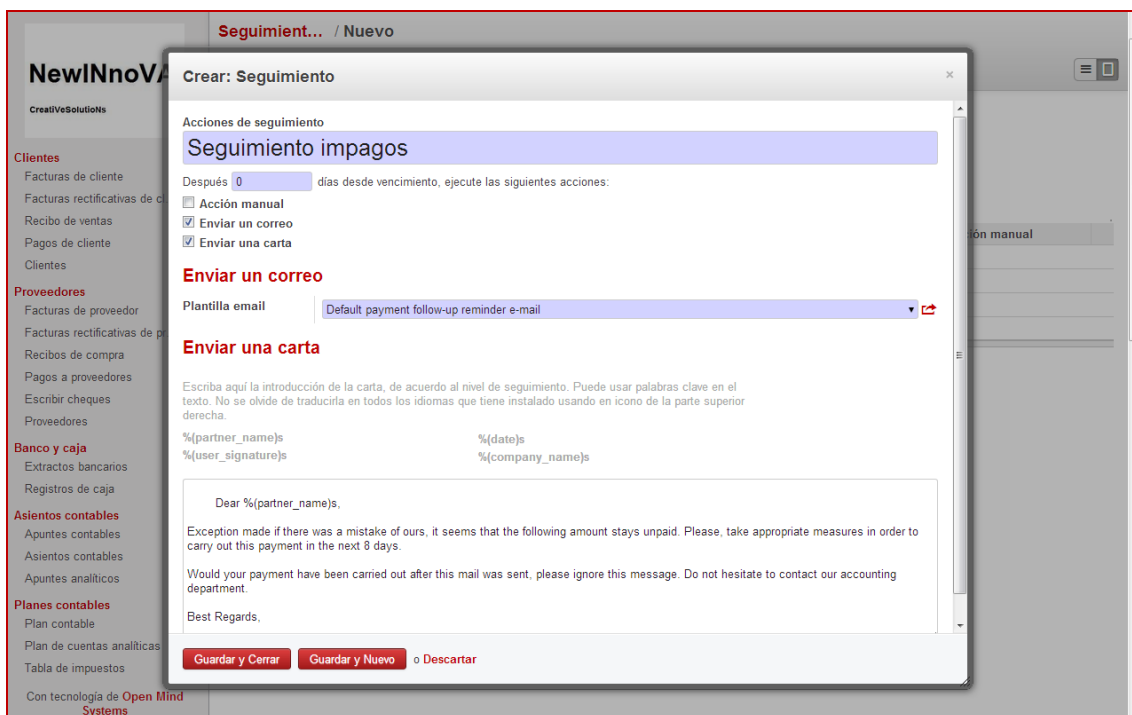 Seguimient... / Nuevo
NewINnoVA
CreatiVeSolutioNs
Clientes
Facturas de cliente
Facturas rectificativas de cl
Recibo de ventas
Pagos de cliente
Clientes
Proveedores
Facturas de proveedor
Facturas rectificativas de pr
Recibos de compra
Pagos a proveedores
Escribir cheques
Proveedores
Banco y caja
Extractos bancarios
Registros de caja
Asientos contables
Apuntes contables
Asientos contables
Apuntes analíticos
Planes contables
Plan contable
Plan de cuentas analíticas
Tabla de impuestos
Con tecnología de Open Mind
Systems
Crear: Seguimiento
×
Acciones de seguimiento
Seguimiento impagos
Después 0 días desde vencimiento, ejecute las siguientes acciones:
Acción manual
Enviar un correo
Enviar una carta
Enviar un correo
Plantilla email Default payment follow-up reminder e-mail
Enviar una carta
Escriba aquí la introducción de la carta, de acuerdo al nivel de seguimiento. Puede usar palabras clave en el
texto. No se olvide de traducirla en todos los idiomas que tiene instalado usando en icono de la parte superior
derecha.
%(partner_name)s %(date)s
%(user_signature)s %(company_name)s
Dear %(partner_name)s,
Exception made if there was a mistake of ours, it seems that the following amount stays unpaid. Please, take appropriate measures in order to
carry out this payment in the next 8 days.
Would your payment have been carried out after this mail was sent, please ignore this message. Do not hesitate to contact our accounting
department.
Best Regards,
Guardar y Cerrar Guardar y Nuevo o Descartar
ión manual